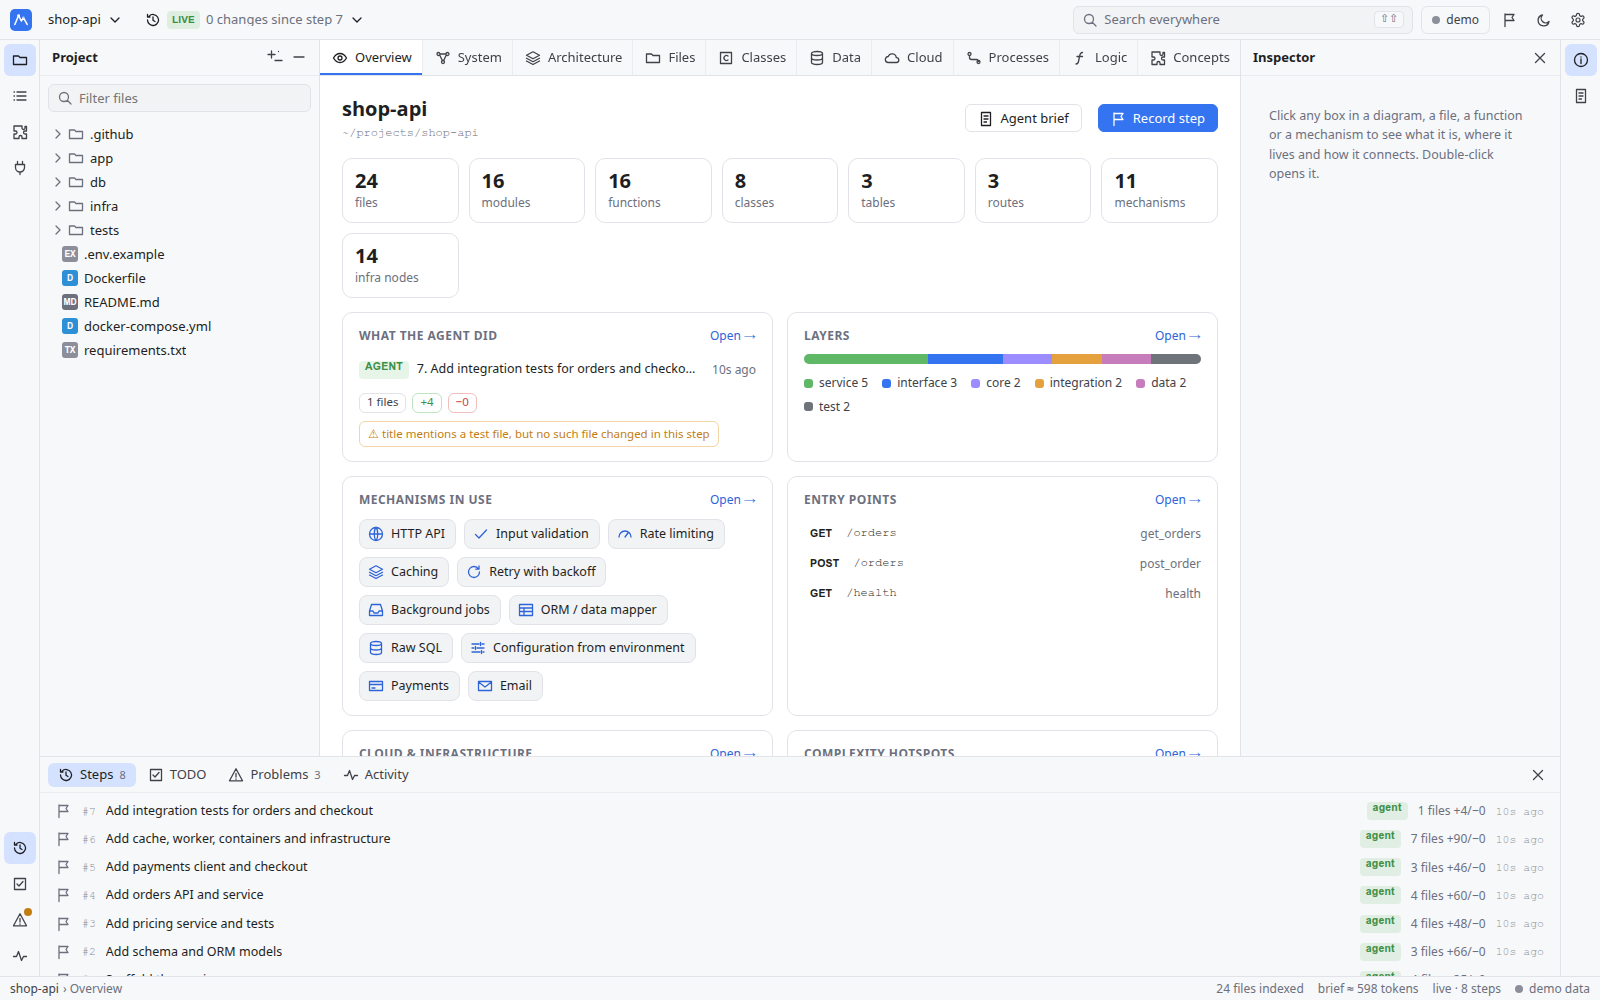 shop-api
LIVE 0 changes since step 7
Search everywhere
demo
Project
Overview System Architecture Files Classes Data Cloud Processes Logic Concepts
Inspector
Filter files
.github
app
db
infra
tests
EX .env.example
D Dockerfile
MD README.md
D docker-compose.yml
TX requirements.txt
shop-api
~/projects/shop-api
Agent brief
Record step
24
files
16
modules
16
functions
8
classes
3
tables
3
routes
11
mechanisms
14
infra nodes
WHAT THE AGENT DID Open →
AGENT 7. Add integration tests for orders and checko... 10s ago
1 files +4 −0
⚠ title mentions a test file, but no such file changed in this step
LAYERS Open →
service 5 interface 3 core 2 integration 2 data 2
test 2
MECHANISMS IN USE Open →
HTTP API Input validation Rate limiting
Caching Retry with backoff
Background jobs ORM / data mapper
Raw SQL Configuration from environment
Payments Email
ENTRY POINTS Open →
GET /orders get_orders
POST /orders post_order
GET /health health
CLOUD & INFRASTRUCTURE Open →
COMPLEXITY HOTSPOTS Open →
Click any box in a diagram, a file, a function
or a mechanism to see what it is, where it
lives and how it connects. Double-click
opens it.
Steps 8 TODO Problems 3 Activity
#7 Add integration tests for orders and checkout agent 1 files +4/−0 10s ago
#6 Add cache, worker, containers and infrastructure agent 7 files +90/−0 10s ago
#5 Add payments client and checkout agent 3 files +46/−0 10s ago
#4 Add orders API and service agent 4 files +60/−0 10s ago
#3 Add pricing service and tests agent 4 files +48/−0 10s ago
#2 Add schema and ORM models agent 3 files +66/−0 10s ago
shop-api › Overview
24 files indexed brief ≈ 598 tokens live · 8 steps demo data